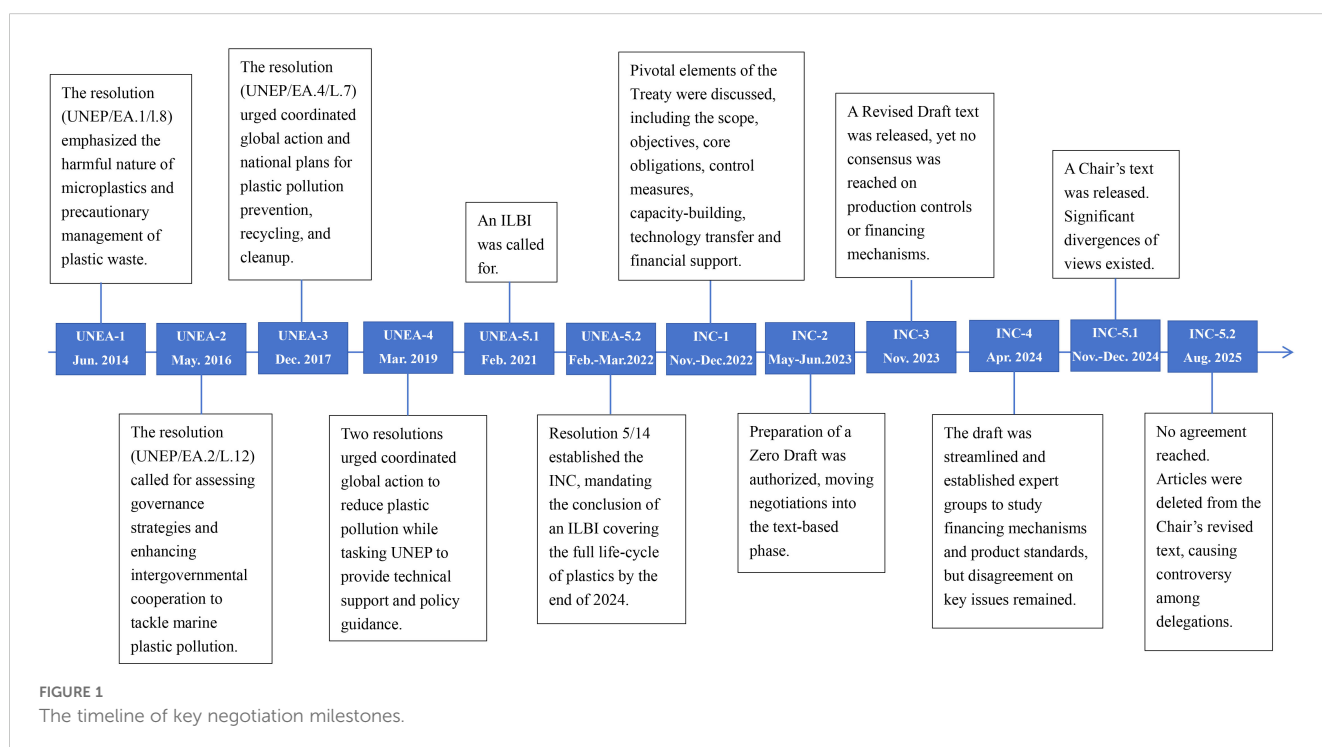 The resolution
(UNEP/EA.1/l.8)
emphasized the
harmful nature of
microplastics and
precautionary
management of
plastic waste.
The resolution
(UNEP/EA.4/L.7)
urged coordinated
global action and
national plans for
plastic pollution
prevention,
recycling, and
cleanup.
An ILBI
was called
for.
Pivotal elements of the
Treaty were discussed,
including the scope,
objectives, core
obligations, control
measures,
capacity-building,
technology transfer and
financial support.
A Revised Draft text
was released, yet no
consensus was
reached on
production controls
or financing
mechanisms.
A Chair's text
was released.
Significant
divergences of
views existed.
UNEA-1
Jun. 2014
UNEA-2
May. 2016
UNEA-3
Dec. 2017
UNEA-4
Mar. 2019
UNEA-5.1
Feb. 2021
UNEA-5.2
Feb.-Mar.2022
INC-1
Nov.-Dec.2022
INC-2
May-Jun.2023
INC-3
Nov. 2023
INC-4
Apr. 2024
INC-5.1
Nov.-Dec. 2024
INC-5.2
Aug. 2025
The resolution
(UNEP/EA.2/L.12)
called for assessing
governance
strategies and
enhancing
intergovernmental
cooperation to
tackle marine
plastic pollution.
Two resolutions
urged coordinated
global action to
reduce plastic
pollution while
tasking UNEP to
provide technical
support and policy
guidance.
Resolution 5/14
established the
INC, mandating
the conclusion of
an ILBI covering
the full life-cycle
of plastics by the
end of 2024.
Preparation of a
Zero Draft was
authorized, moving
negotiations into
the text-based
phase.
The draft was
streamlined and
established expert
groups to study
financing mechanisms
and product standards,
but disagreement on
key issues remained.
No agreement
reached.
Articles were
deleted from the
Chair's revised
text, causing
controversy
among
delegations.
FIGURE 1
The timeline of key negotiation milestones.